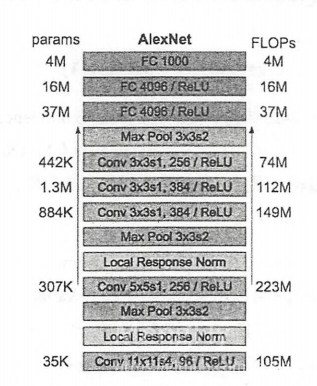 params AlexNet FLOPs
4M FC 1000 4M
16M FC 4096 / ReLU 16M
37M FC 4096 / ReLU 37M
Max Pool 3x3s2
442K Conv 3x3s1, 256 / ReLU 74M
1.3M Conv 3x3s1, 384 / ReLU 112M
884K Conv 3x3s1, 384 / ReLU 149M
Max Pool 3x3s2
Local Response Norm
307K Conv 5x5s1, 256 / ReLU 223M
Max Pool 3x3s2
Local Response Norm
35K Conv 11x11s4, 96 / ReLU 105M